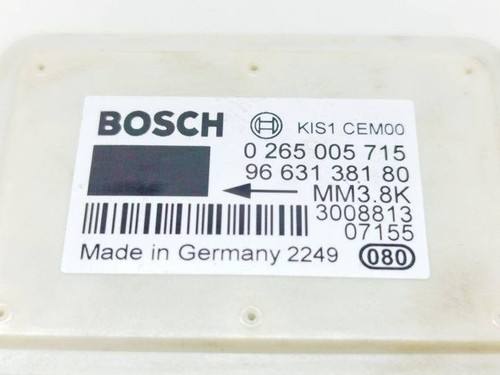 BOSCH KIS1 CEM00
0 265 005 715
96 631 381 80
MM3.8K
3008813
07155
Made in Germany 2249 080